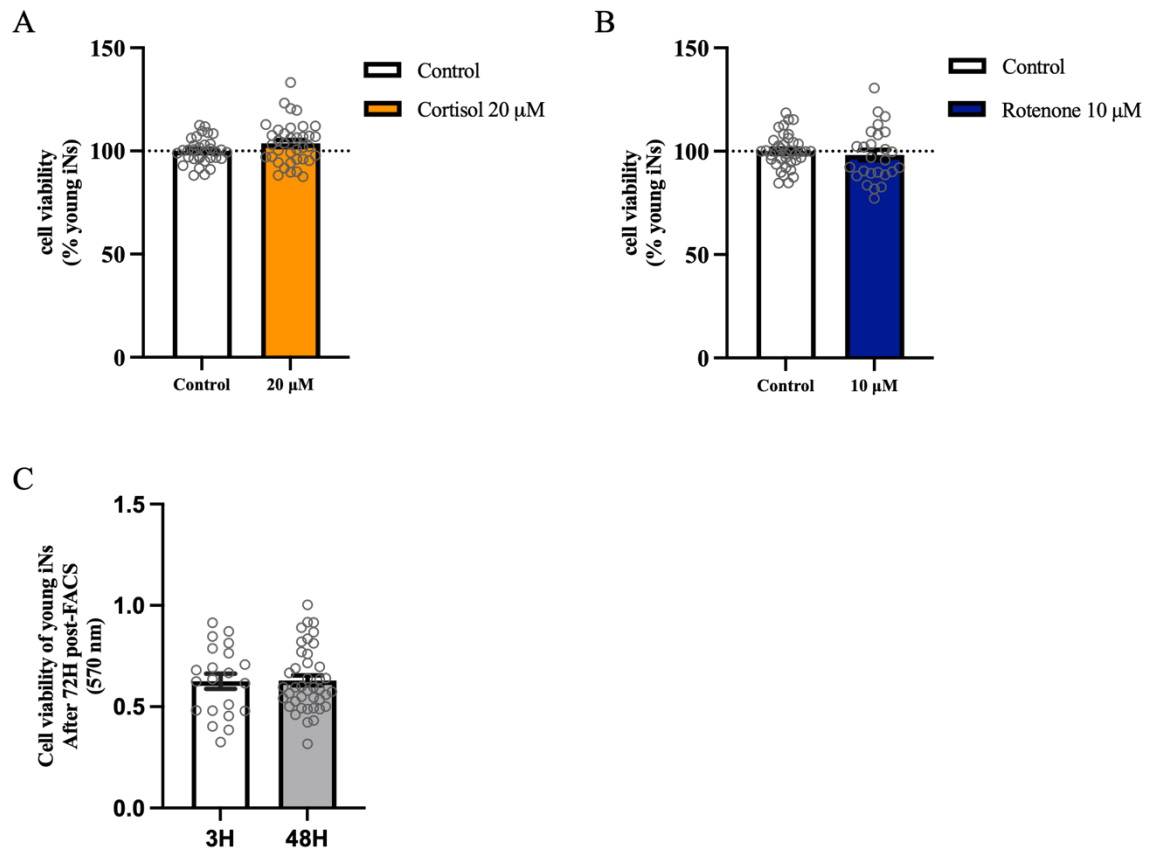 A
150
100
50
0
cell viability
(% young iNs)
Control
20 μM
Control
Cortisol 20 μM
B
150
100
50
0
cell viability
(% young iNs)
Control
10 μM
Control
Rotenone 10 μM
C
1.5
1.0
0.5
0.0
Cell viability of young iNs
After 72H post-FACS
(570 nm)
3H
48H